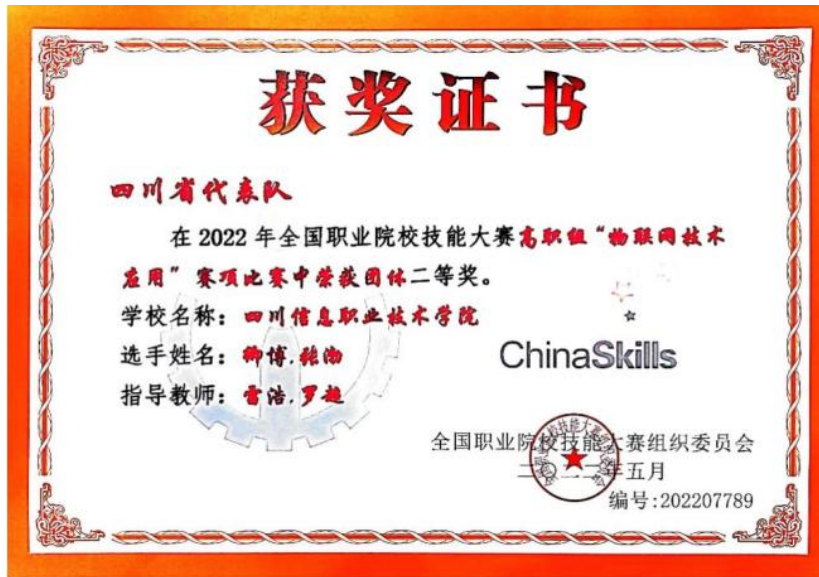 获奖证书
四川省代表队
在2022年全国职业院校技能大赛高职组“物联网技术
应用”赛项比赛中荣获团体二等奖。
学校名称：四川信息职业技术学院
选手姓名：柳博.张渤
指导教师：雷浩.罗超
ChinaSkills
全国职业院校技能大赛组织委员会
二〇二二年五月
编号:202207789